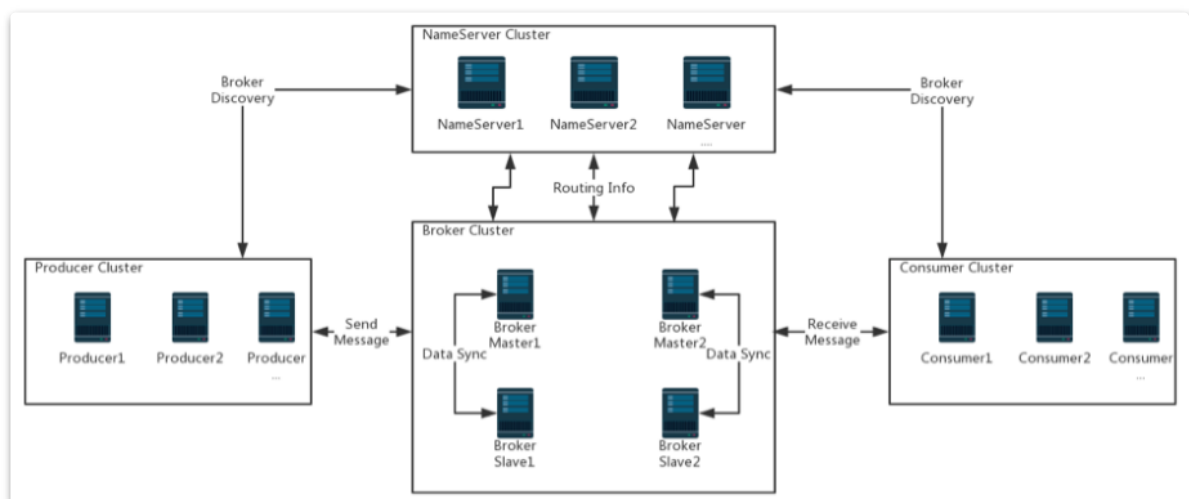 NameServer Cluster
NameServer1
NameServer2
NameServer
....
Broker
Discovery
Broker
Discovery
Routing Info
Broker Cluster
Producer Cluster
Producer1
Producer2
Producer
...
Send
Message
Broker
Master1
Broker
Master2
Data Sync
Data Sync
Broker
Slave1
Broker
Slave2
Receive
Message
Consumer Cluster
Consumer1
Consumer2
Consumer
...